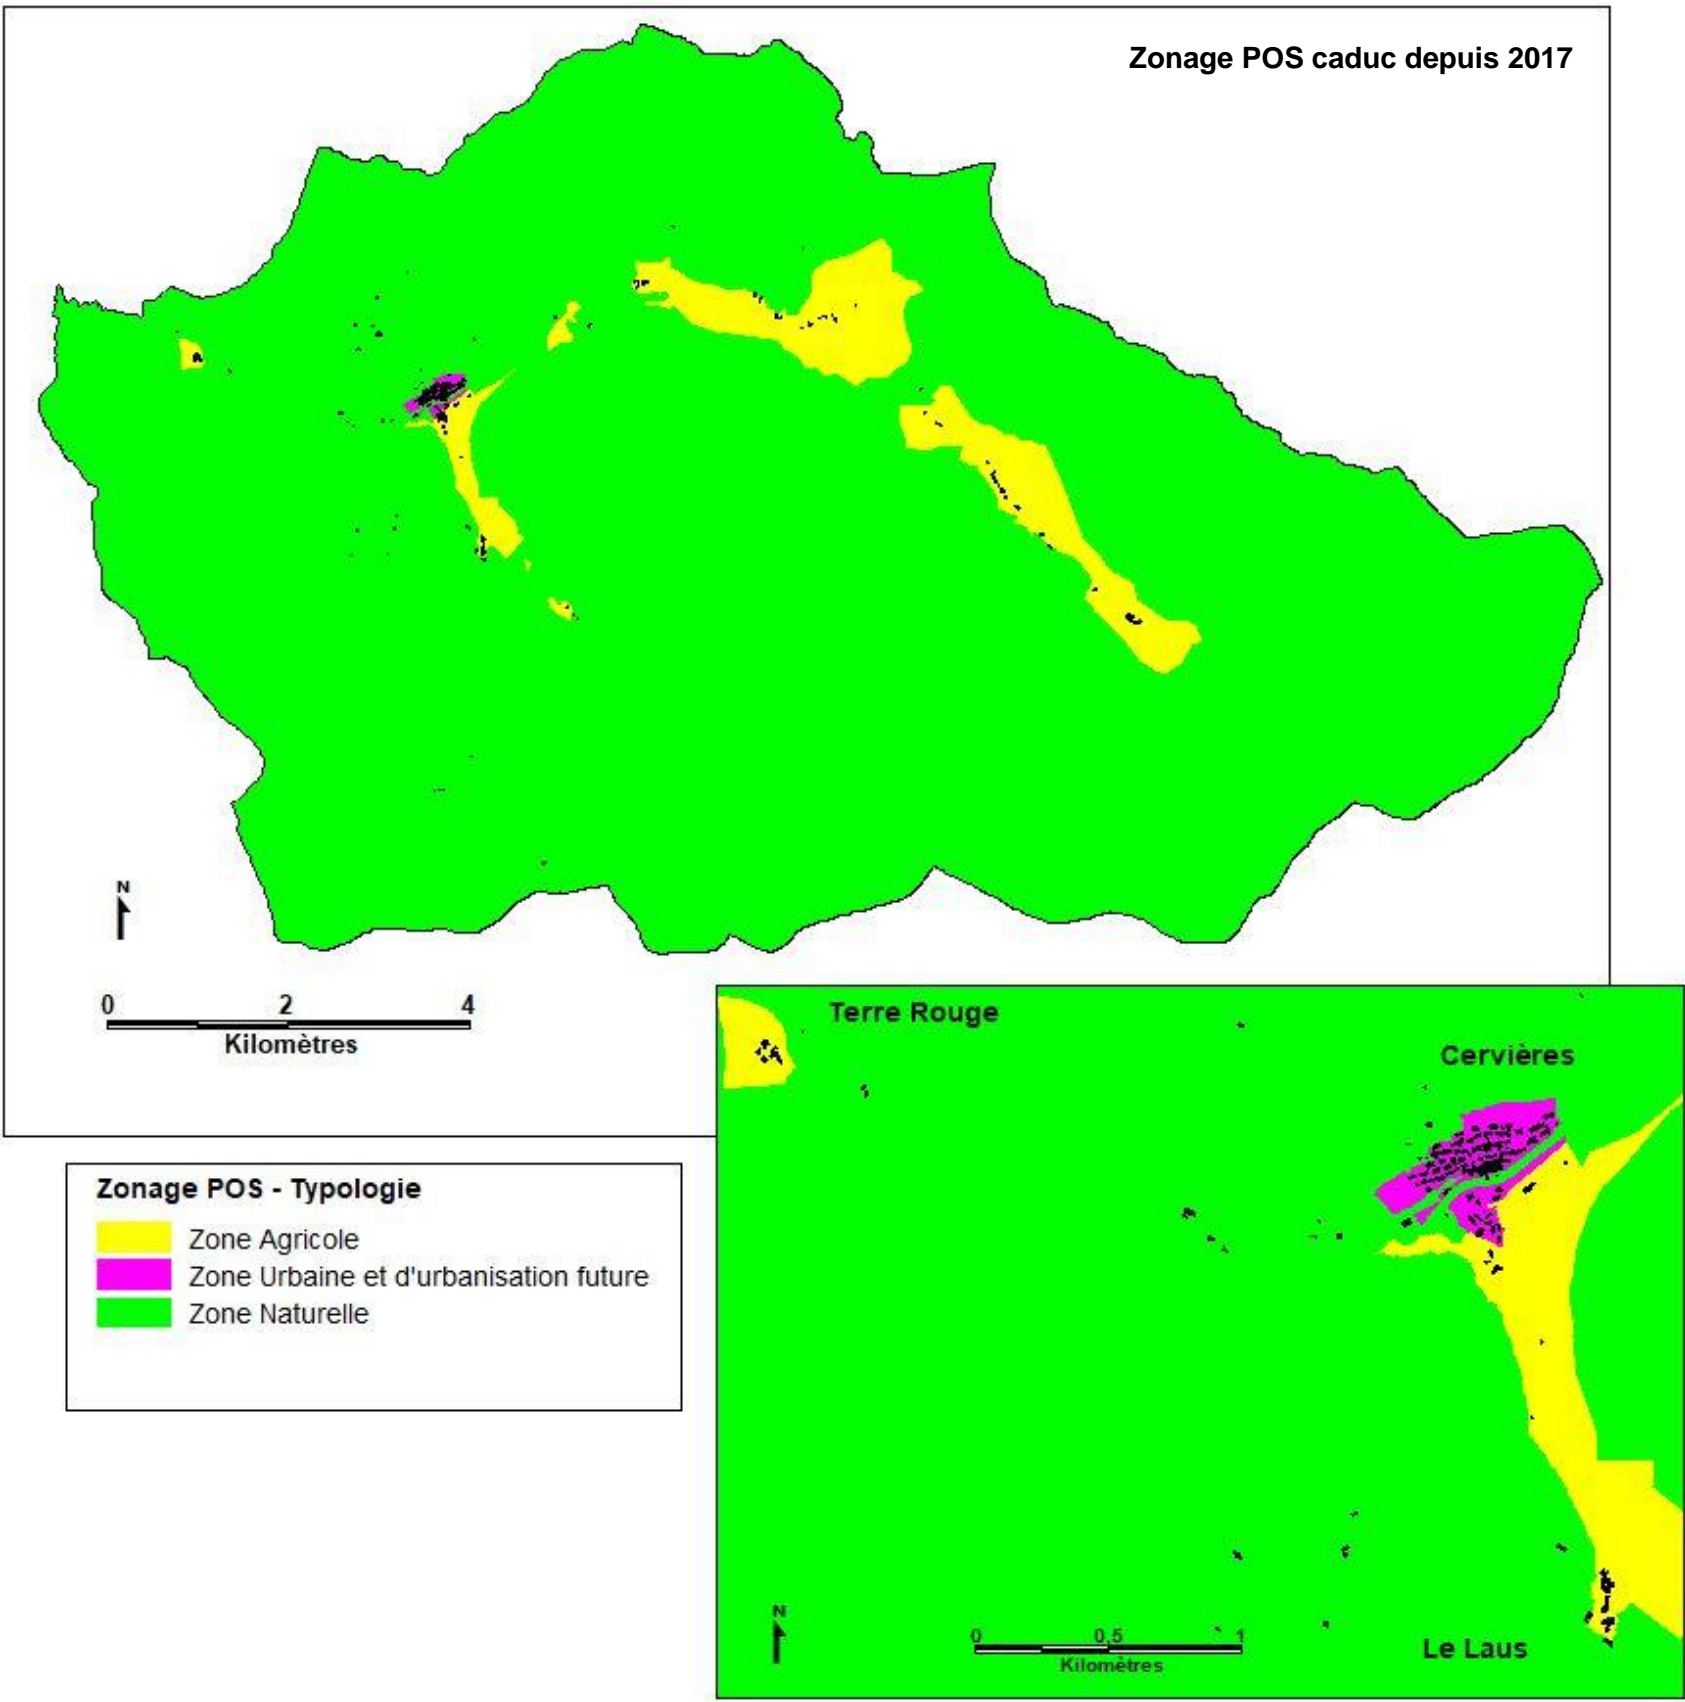 Zonage POS caduc depuis 2017
N
0 2 4
Kilomètres
Terre Rouge
Cervières
Zonage POS - Typologie
Zone Agricole
Zone Urbaine et d'urbanisation future
Zone Naturelle
N
0 0,5 1
Kilomètres
Le Laus